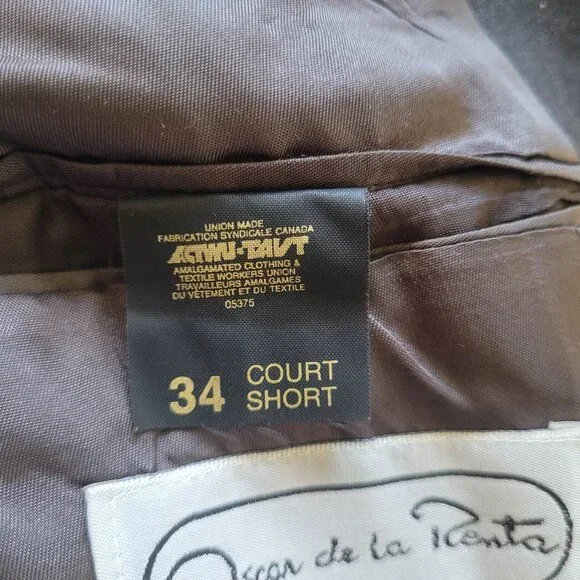 UNION MADE
FABRICATION SYNDICALE CANADA
ACTWU-TAVT
AMALGAMATED CLOTHING &
TEXTILE WORKERS UNION
TRAVAILLEURS AMALGAMES
DU VÊTEMENT ET DU TEXTILE
05375
34 COURT
SHORT
Oscar de la Renta